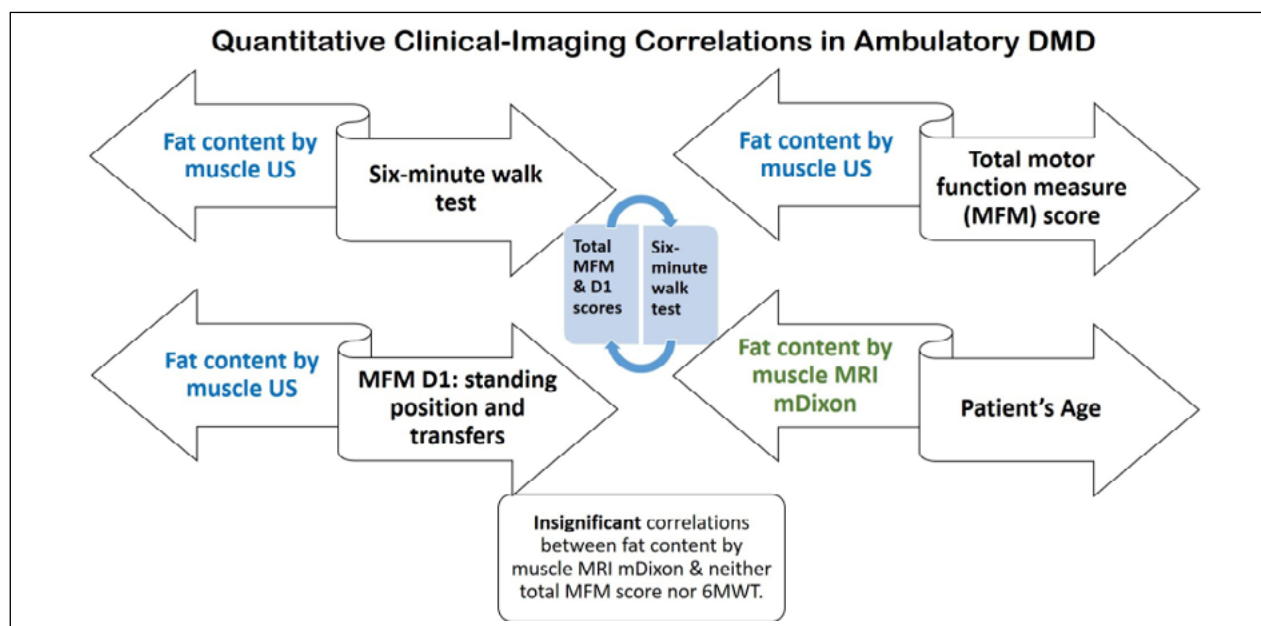 Quantitative Clinical-Imaging Correlations in Ambulatory DMD
Fat content by
muscle US
Six-minute walk
test
Fat content by
muscle US
Total motor
function measure
(MFM) score
Total
MFM
& D1
scores
Six-
minute
walk
test
Fat content by
muscle US
MFM D1: standing
position and
transfers
Fat content by
muscle MRI
mDixon
Patient's Age
Insignificant correlations
between fat content by
muscle MRI mDixon & neither
total MFM score nor 6MWT.